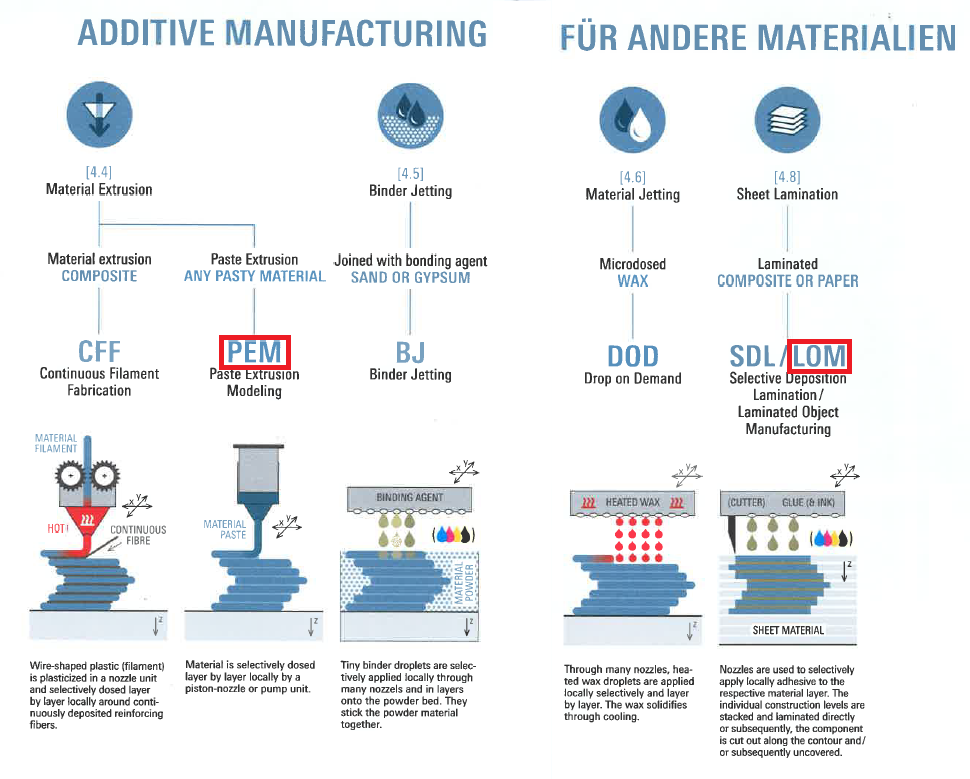 ADDITIVE MANUFACTURING
FÜR ANDERE MATERIALIEN
[4.4]
Material Extrusion
Material extrusion
COMPOSITE
CFF
Continuous Filament
Fabrication
Paste Extrusion
ANY PASTY MATERIAL
PEM
Paste Extrusion
Modeling
[4.5]
Binder Jetting
Joined with bonding agent
SAND OR GYPSUM
BJ
Binder Jetting
[4.6]
Material Jetting
Microdosed
WAX
DOD
Drop on Demand
[4.8]
Sheet Lamination
Laminated
COMPOSITE OR PAPER
SDL / LOM
Selective Deposition
Lamination /
Laminated Object
Manufacturing
MATERIAL
FILAMENT
X Y
HOT!
CONTINUOUS
FIBRE
Z
Wire-shaped plastic (filament)
is plasticized in a nozzle unit
and selectively dosed layer
by layer locally around conti-
nuously deposited reinforcing
fibers.
MATERIAL
PASTE
X Y
Z
Material is selectively dosed
layer by layer locally by a
piston-nozzle or pump unit.
X Y
BINDING AGENT
MATERIAL
POWDER
Z
Tiny binder droplets are selec-
tively applied locally through
many nozzels and in layers
onto the powder bed. They
stick the powder material
together.
X Y
HEATED WAX
Z
Through many nozzles, hea-
ted wax droplets are applied
locally selectively and layer
by layer. The wax solidifies
through cooling.
X Y
(CUTTER) GLUE (& INK)
Z
SHEET MATERIAL
Nozzles are used to selectively
apply locally adhesive to the
respective material layer. The
individual construction levels are
stacked and laminated directly
or subsequently, the component
is cut out along the contour and/
or subsequently uncovered.